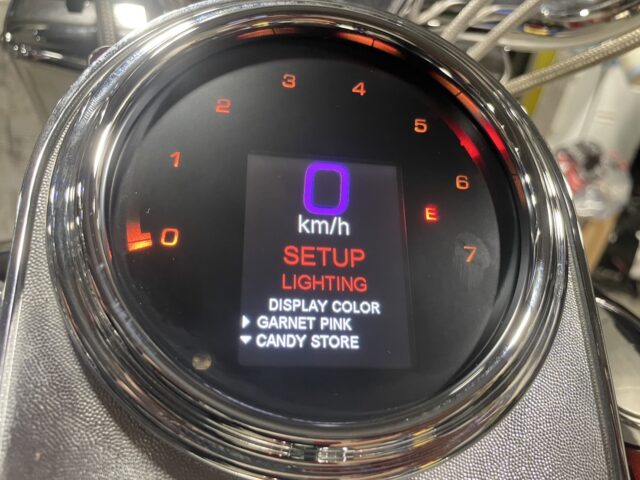 0
1
2
3
4
5
6
7
E
0
km/h
SETUP
LIGHTING
DISPLAY COLOR
GARNET PINK
CANDY STORE